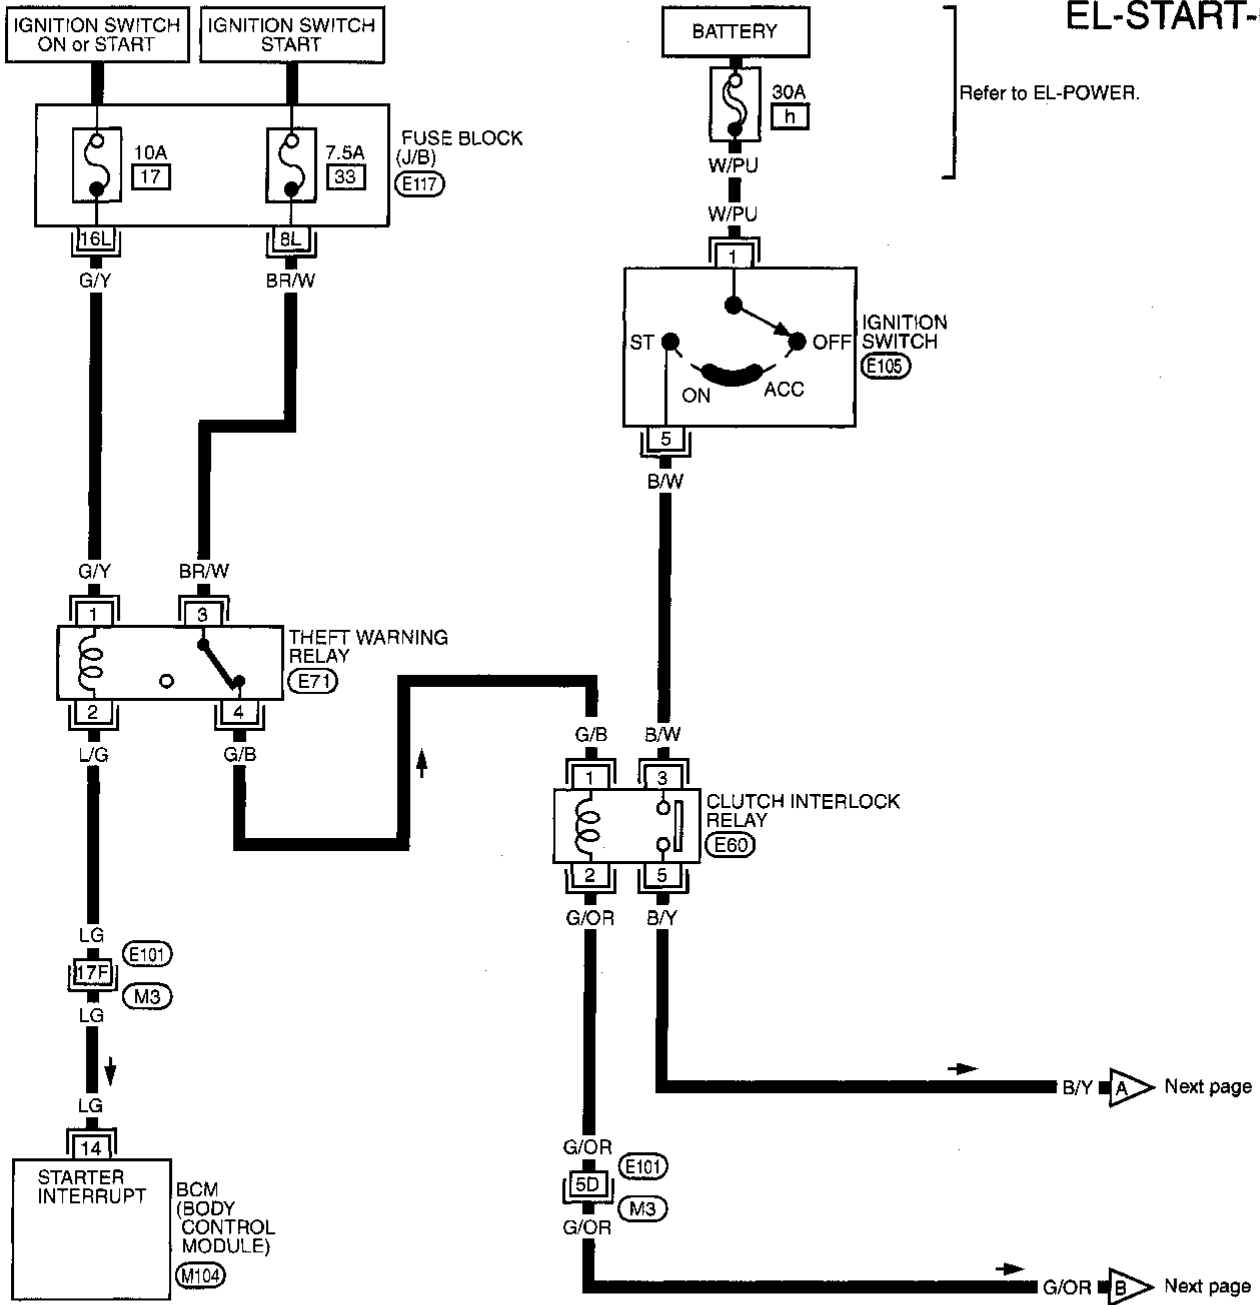 EL-START-
IGNITION SWITCH
ON or START
IGNITION SWITCH
START
BATTERY
10A
17
7.5A
33
FUSE BLOCK
(J/B)
E117
30A
h
Refer to EL-POWER.
W/PU
W/PU
16L
8L
1
G/Y
BR/W
IGNITION
SWITCH
E105
ST
OFF
ON
ACC
5
B/W
G/Y
BR/W
1
3
THEFT WARNING
RELAY
E71
2
4
L/G
G/B
G/B
B/W
1
3
CLUTCH INTERLOCK
RELAY
E60
2
5
G/OR
B/Y
LG
E101
17F
M3
LG
LG
14
STARTER
INTERRUPT
BCM
(BODY
CONTROL
MODULE)
M104
B/Y
A
Next page
G/OR
E101
5D
M3
G/OR
G/OR
B
Next page